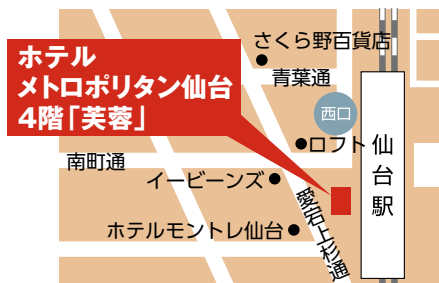 さくら野百貨店
ホテル
メトロポリタン仙台
4階「芙蓉」
青葉通
西口
ロフト
仙台駅
南町通
イービーンズ
愛宕上杉通
ホテルモントレ仙台